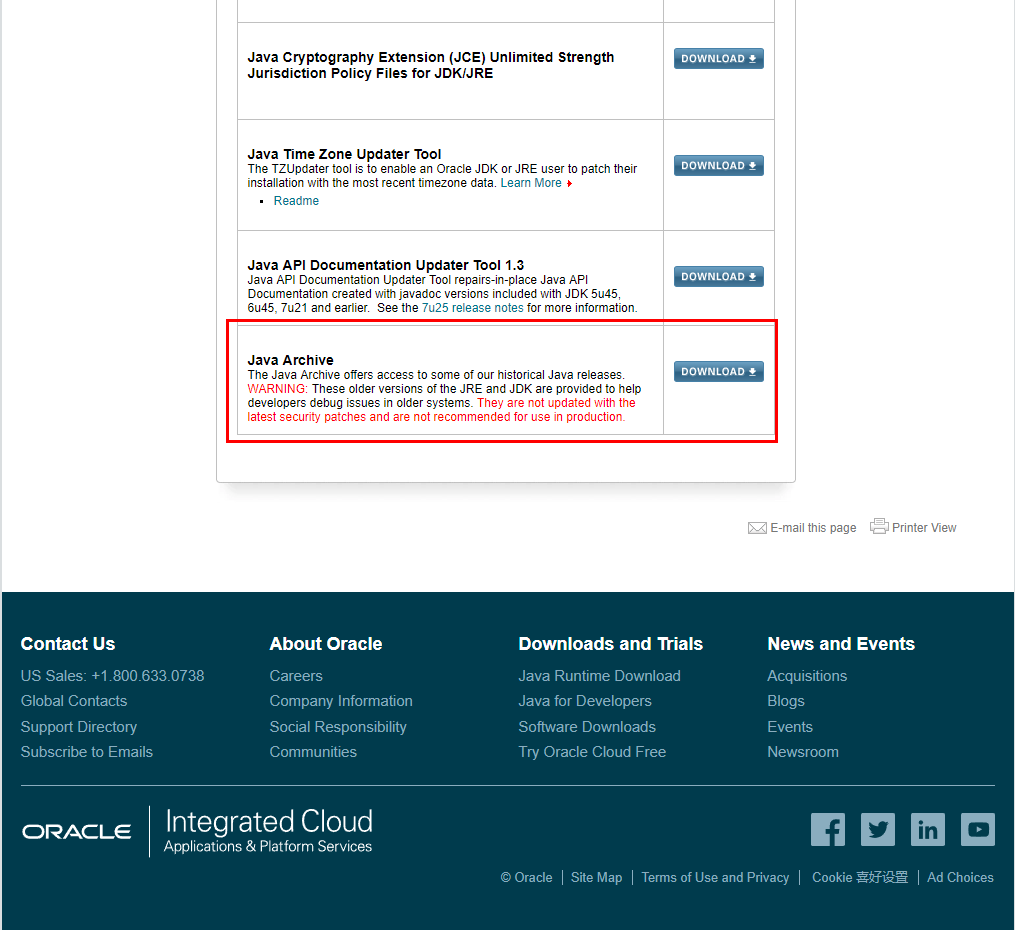 Java Cryptography Extension (JCE) Unlimited Strength
Jurisdiction Policy Files for JDK/JRE
DOWNLOAD
Java Time Zone Updater Tool
The TZUpdater tool is to enable an Oracle JDK or JRE user to patch their
installation with the most recent timezone data. Learn More
Readme
DOWNLOAD
Java API Documentation Updater Tool 1.3
Java API Documentation Updater Tool repairs-in-place Java API
Documentation created with javadoc versions included with JDK 5u45,
6u45, 7u21 and earlier.  See the 7u25 release notes for more information.
DOWNLOAD
Java Archive
The Java Archive offers access to some of our historical Java releases.
WARNING: These older versions of the JRE and JDK are provided to help
developers debug issues in older systems. They are not updated with the
latest security patches and are not recommended for use in production.
DOWNLOAD
E-mail this page
Printer View
Contact Us
US Sales: +1.800.633.0738
Global Contacts
Support Directory
Subscribe to Emails
About Oracle
Careers
Company Information
Social Responsibility
Communities
Downloads and Trials
Java Runtime Download
Java for Developers
Software Downloads
Try Oracle Cloud Free
News and Events
Acquisitions
Blogs
Events
Newsroom
ORACLE
Integrated Cloud
Applications & Platform Services
© Oracle | Site Map | Terms of Use and Privacy | Cookie 喜好设置 | Ad Choices